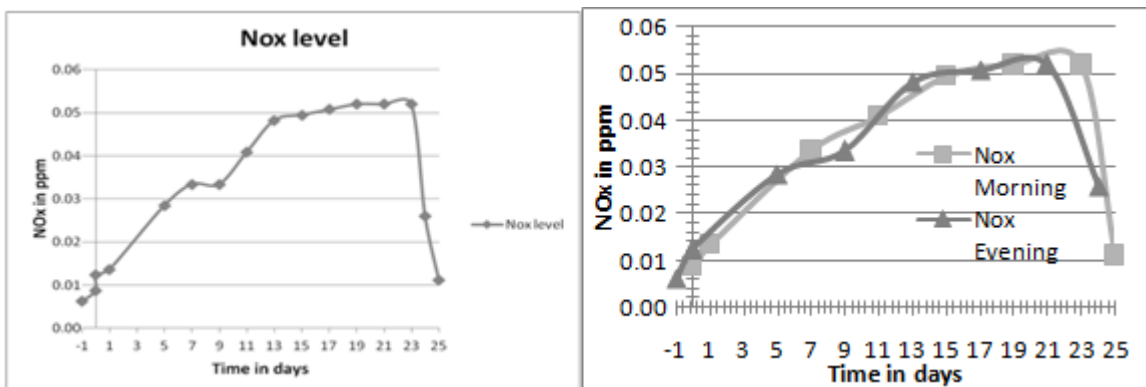 Nox level
0.06
0.05
0.04
0.03
0.02
0.01
0.00
NOx in ppm
-1 1 3 5 7 9 11 13 15 17 19 21 23 25
Time in days
Nox level
0.06
0.05
0.04
0.03
0.02
0.01
0.00
NOx in ppm
Nox
Morning
Nox
Evening
-1 1 3 5 7 9 11 13 15 17 19 21 23 25
Time in days